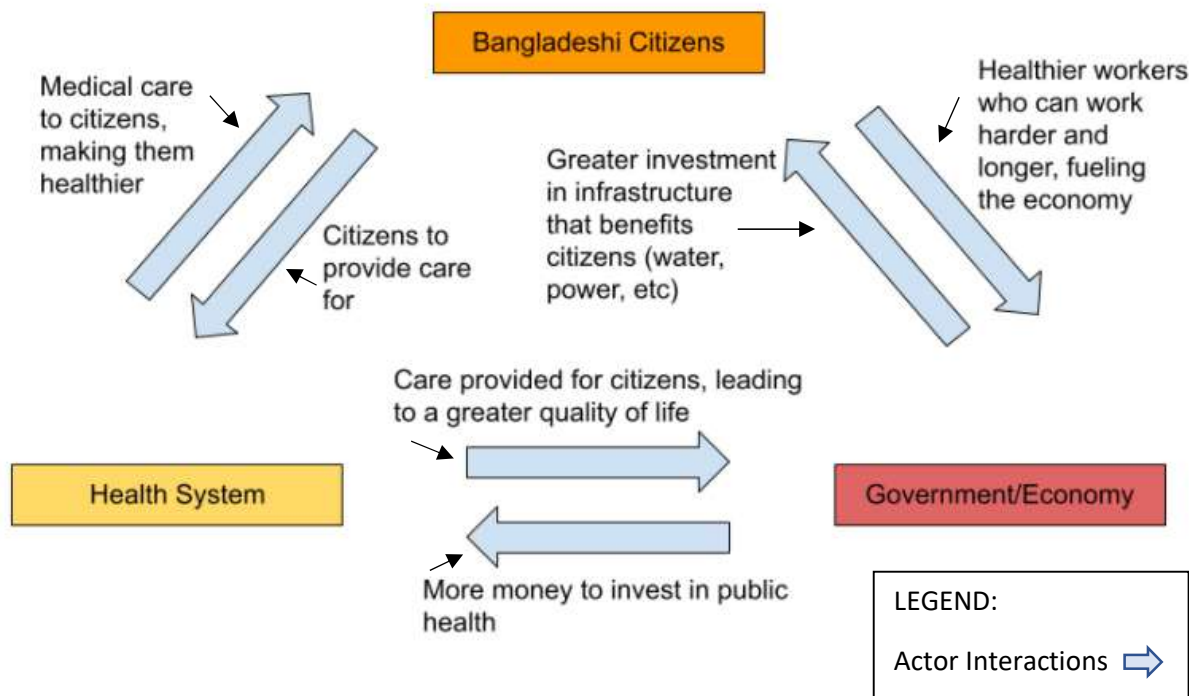 Bangladeshi Citizens
Medical care
to citizens,
making them
healthier
Citizens to
provide care
for
Greater investment
in infrastructure
that benefits
citizens (water,
power, etc)
Healthier workers
who can work
harder and
longer, fueling
the economy
Care provided for citizens, leading
to a greater quality of life
Health System
Government/Economy
More money to invest in public
health
LEGEND:
Actor Interactions